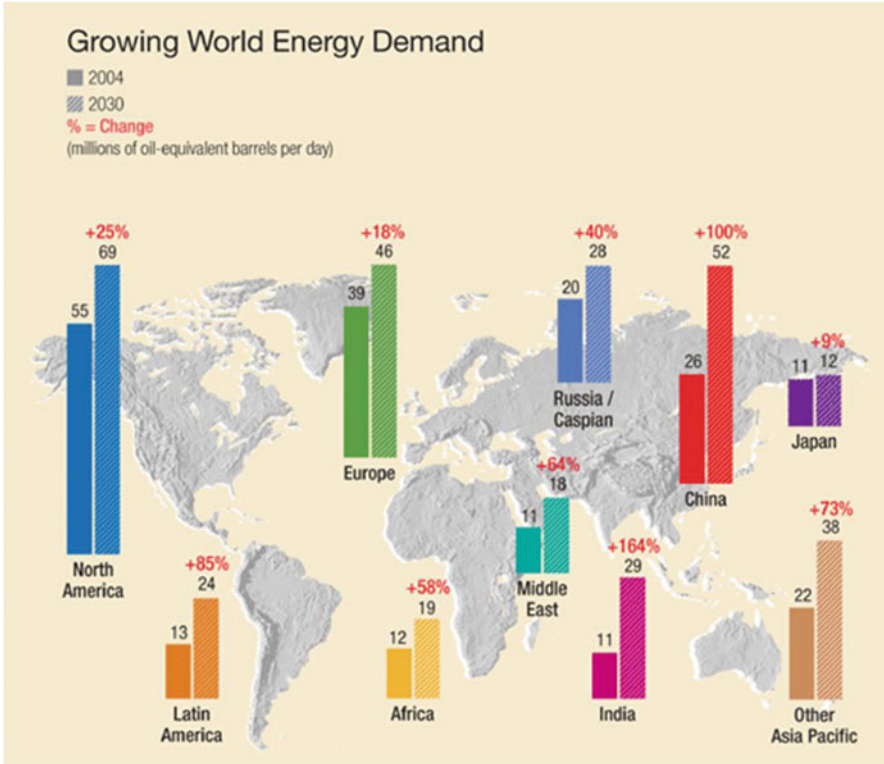 Growing World Energy Demand
2004
2030
% = Change
(millions of oil-equivalent barrels per day)
+25%
69
55
North
America
+18%
46
39
Europe
+40%
28
20
Russia /
Caspian
+100%
52
26
China
+9%
11 12
Japan
+64%
18
11
Middle
East
+85%
24
13
Latin
America
+58%
19
12
Africa
+164%
29
11
India
+73%
38
22
Other
Asia Pacific